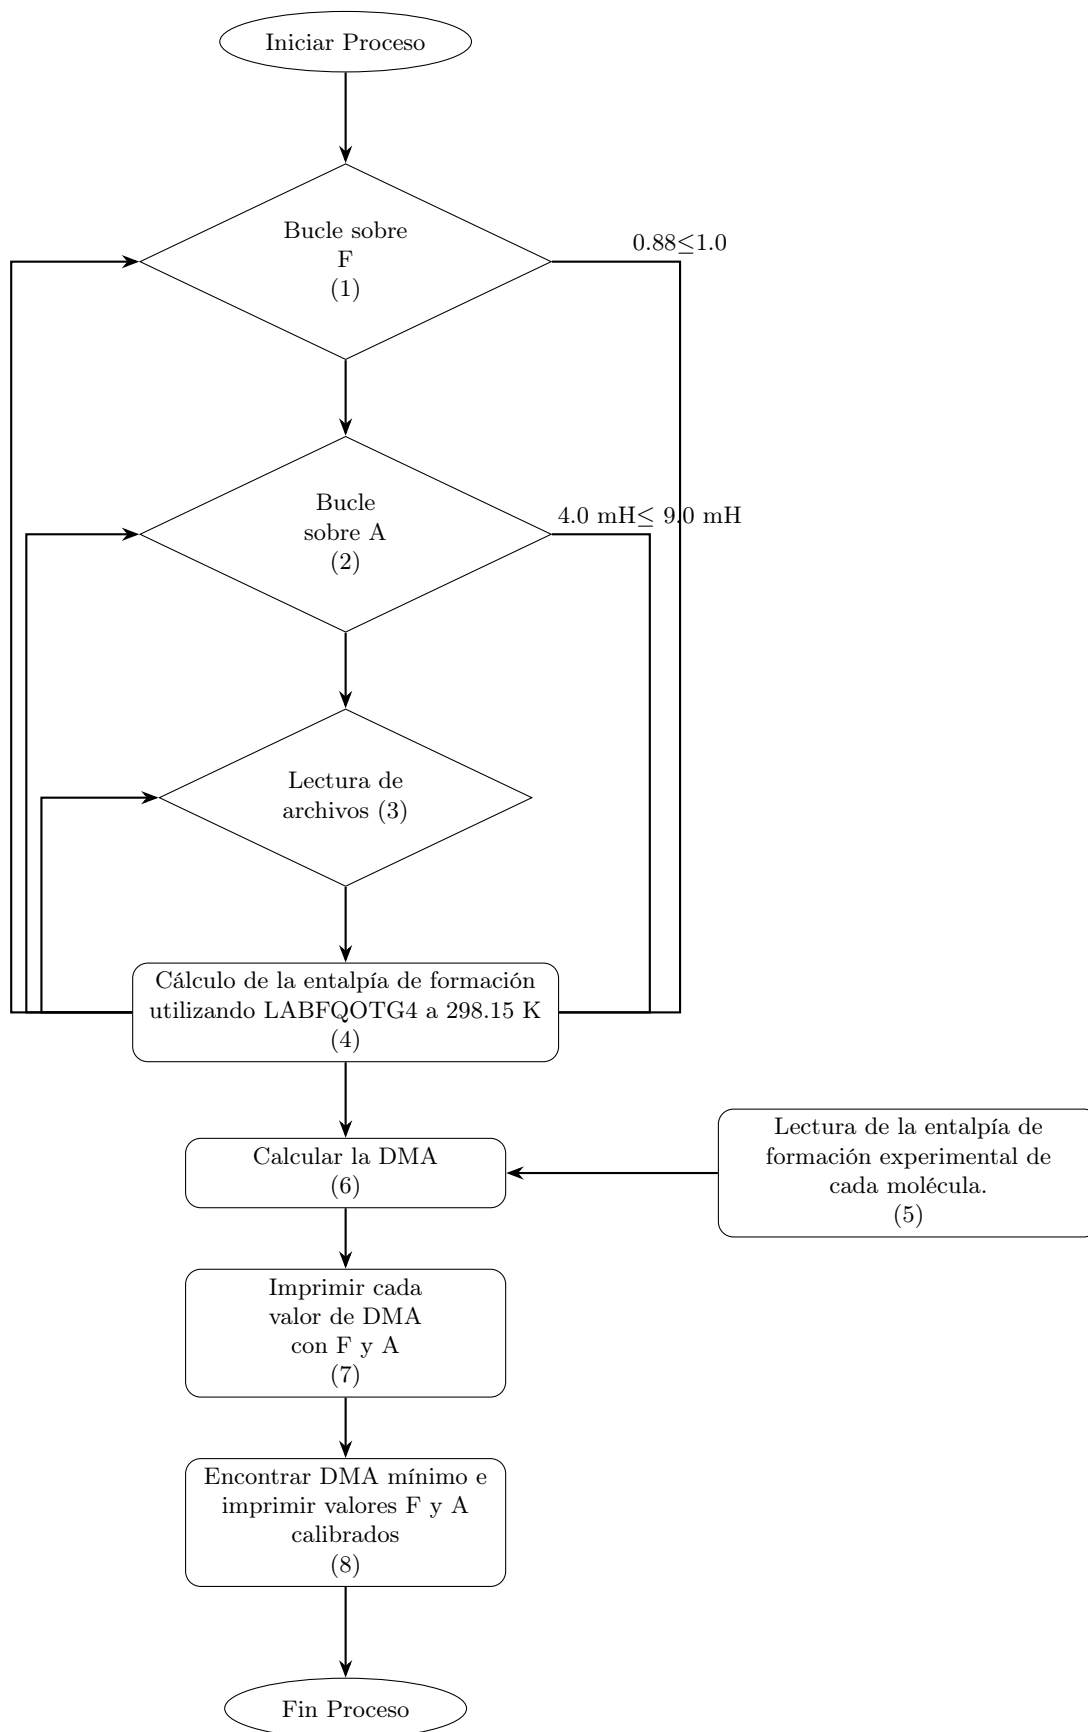 Iniciar Proceso
Bucle sobre
F
(1)
0.88≤1.0
Bucle
sobre A
(2)
4.0 mH≤ 9.0 mH
Lectura de
archivos (3)
Cálculo de la entalpía de formación
utilizando LABFQOTG4 a 298.15 K
(4)
Lectura de la entalpía de
formación experimental de
cada molécula.
(5)
Calcular la DMA
(6)
Imprimir cada
valor de DMA
con F y A
(7)
Encontrar DMA mínimo e
imprimir valores F y A
calibrados
(8)
Fin Proceso